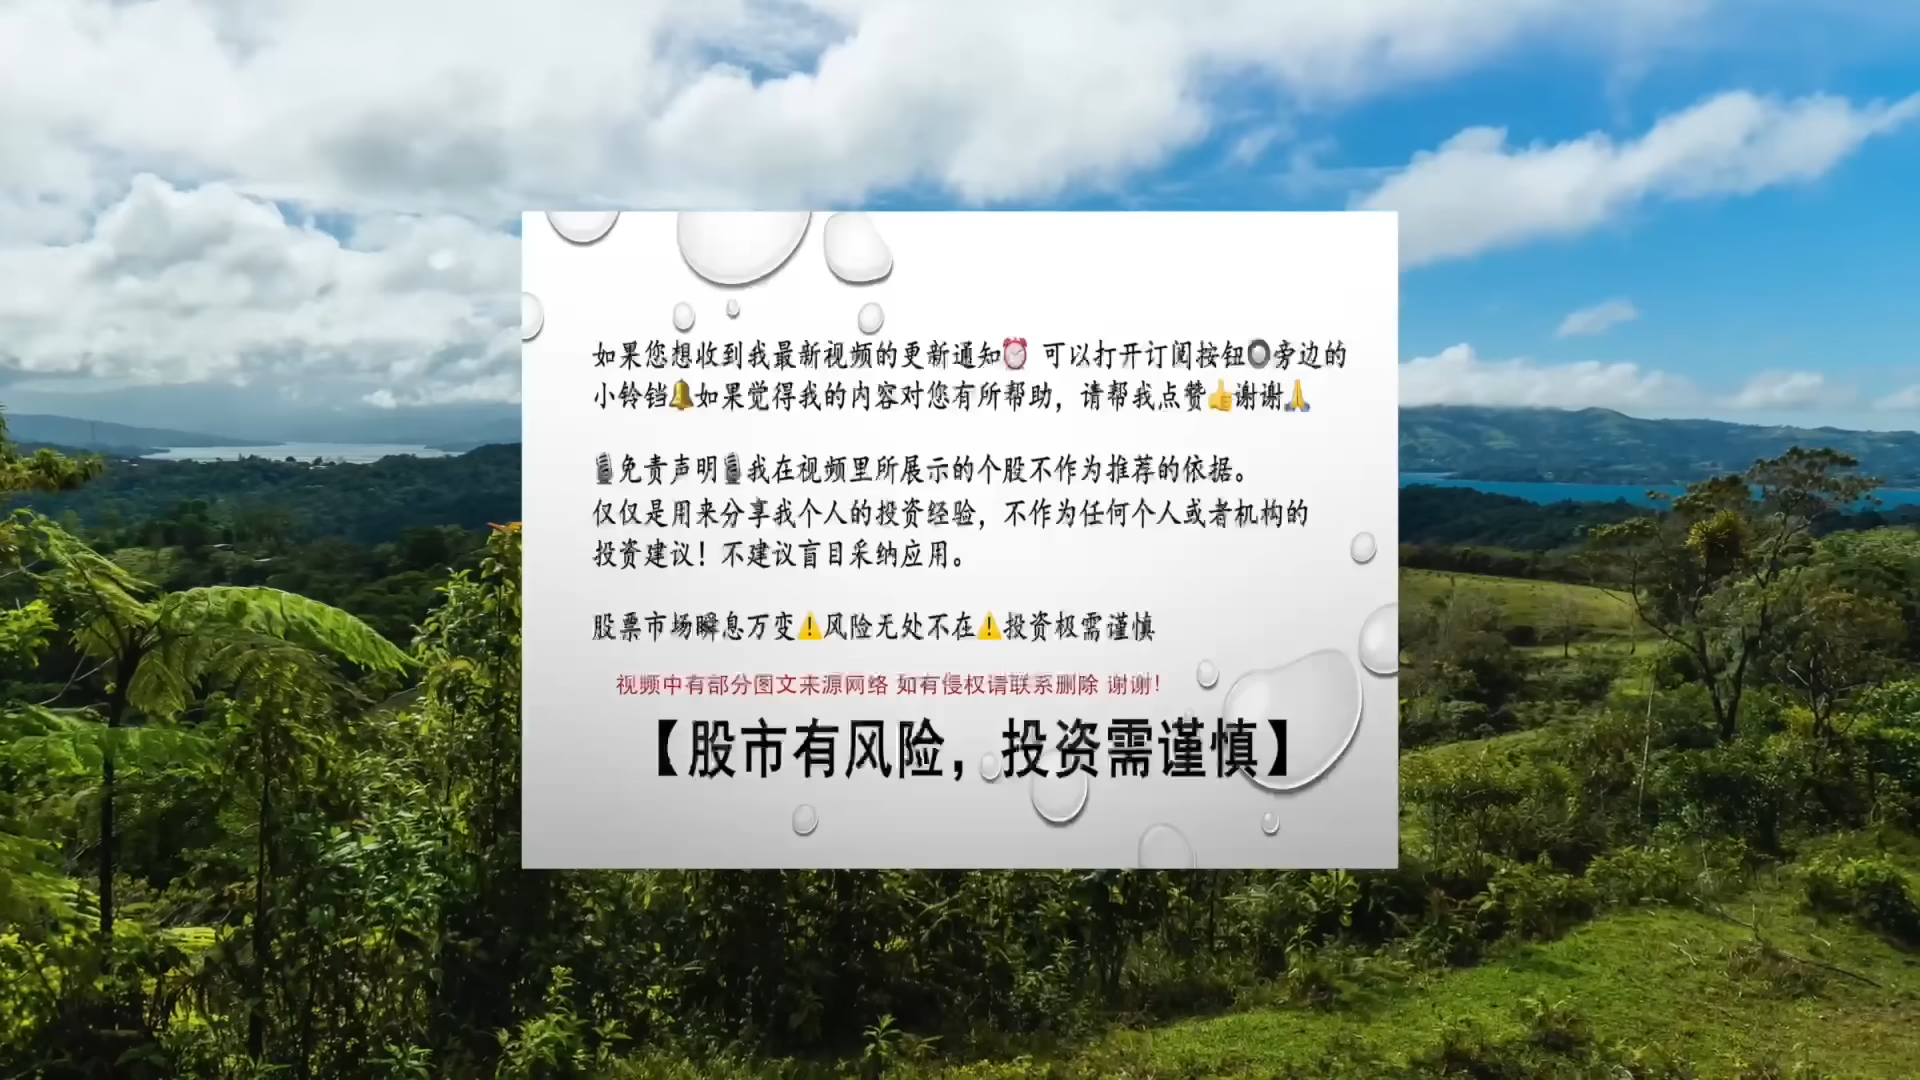 如果您想收到我最新视频的更新通知⏰ 可以打开订阅按钮🔘旁边的
小铃铛🔔如果觉得我的内容对您有所帮助，请帮我点赞👍谢谢🙏
🎙免责声明🎙我在视频里所展示的个股不作为推荐的依据。
仅仅是用来分享我个人的投资经验，不作为任何个人或者机构的
投资建议！不建议盲目采纳应用。
股票市场瞬息万变⚠️风险无处不在⚠️投资极需谨慎
视频中有部分图文来源网络 如有侵权请联系删除 谢谢！
【股市有风险，投资需谨慎】